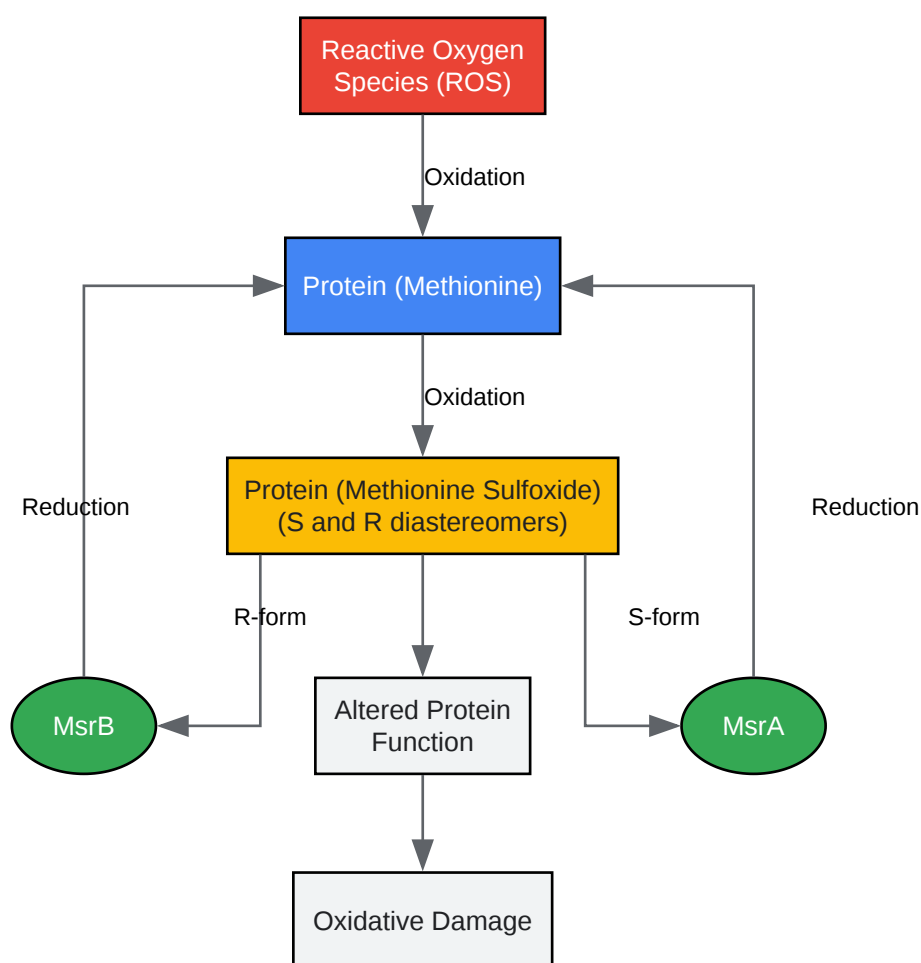 Reactive Oxygen
Species (ROS)
Oxidation
Protein (Methionine)
Oxidation
Protein (Methionine Sulfoxide)
(S and R diastereomers)
Reduction
Reduction
R-form
S-form
MsrB
Altered Protein
Function
MsrA
Oxidative Damage